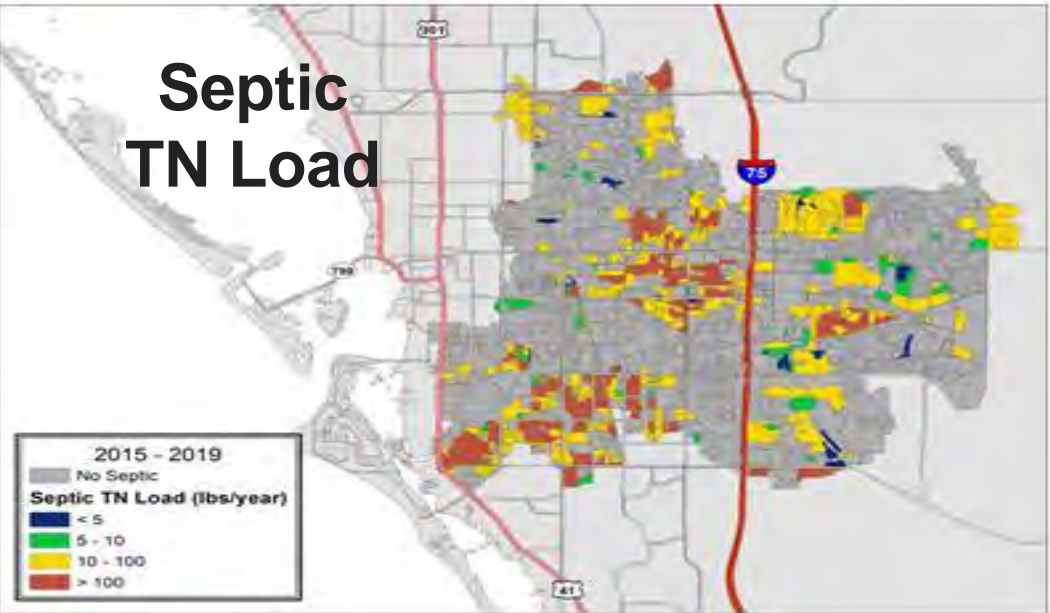 Septic
TN Load
301
75
789
2015 - 2019
No Septic
Septic TN Load (lbs/year)
< 5
5 - 10
10 - 100
> 100
41